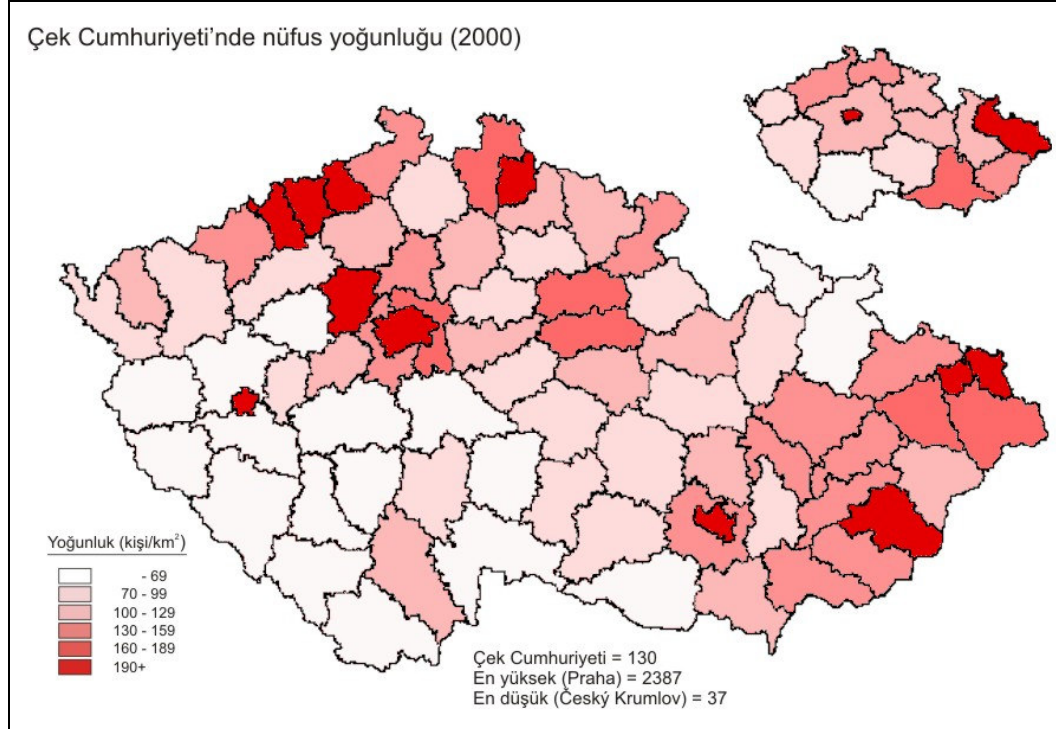 Çek Cumhuriyeti'nde nüfus yoğunluğu (2000)
Yoğunluk (kişi/km²)
- 69
70 - 99
100 - 129
130 - 159
160 - 189
190+
Çek Cumhuriyeti = 130
En yüksek (Praha) = 2387
En düşük (Český Krumlov) = 37